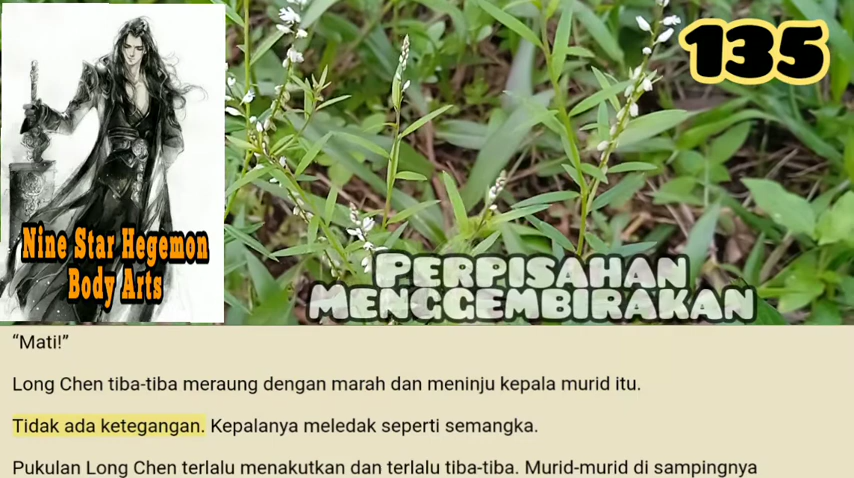 135
Nine Star Hegemon
Body Arts
PERPISAHAN
MENGGEMBIRAKAN
“Mati!”
Long Chen tiba-tiba meraung dengan marah dan meninju kepala murid itu.
Tidak ada ketegangan. Kepalanya meledak seperti semangka.
Pukulan Long Chen terlalu menakutkan dan terlalu tiba-tiba. Murid-murid di sampingnya